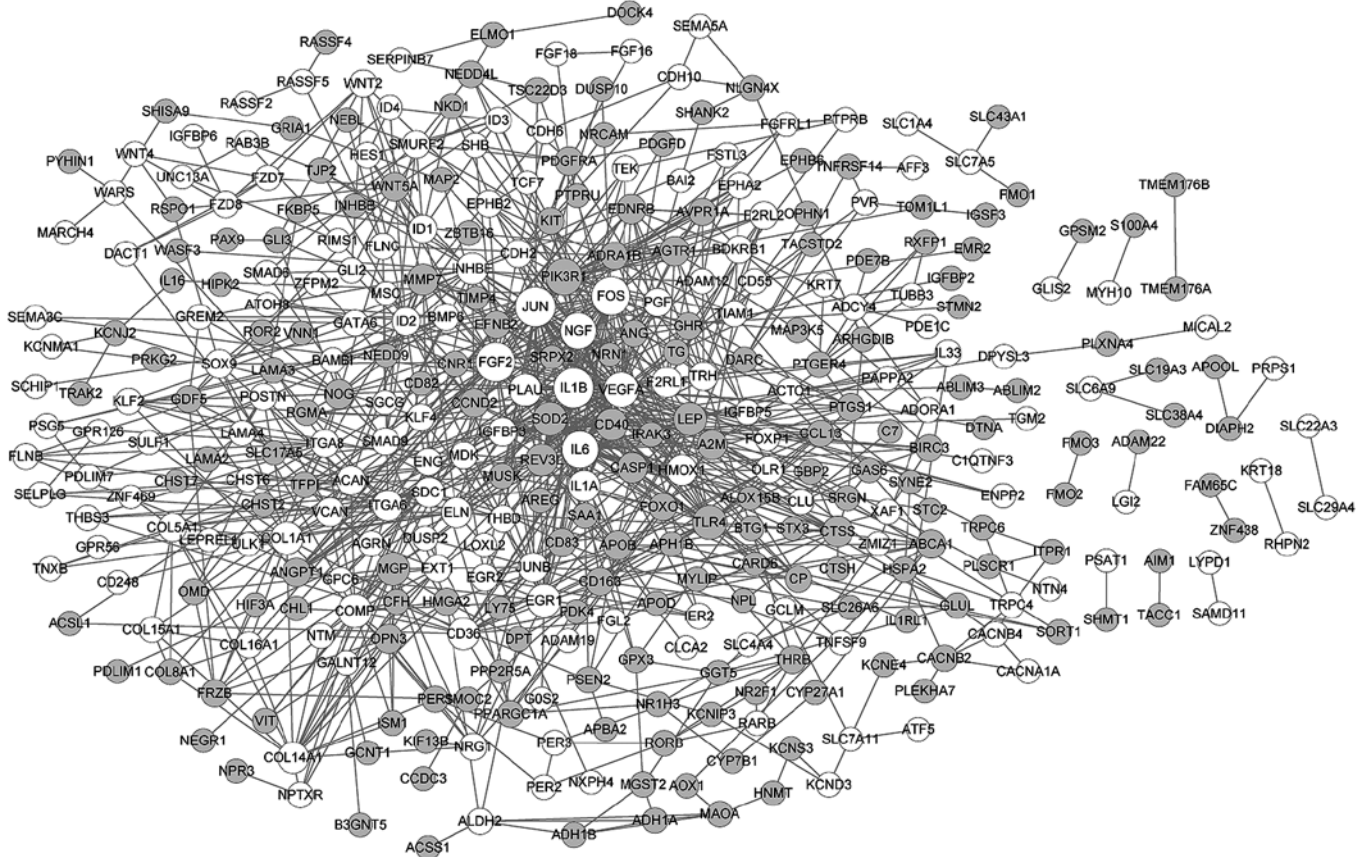 DOCK4
ELMO1
SEMA5A
RASSF4
SERPINB7
FGF18
FGF16
RASSF5
WNT2
NEDD4L
CDH10
TSC22D3
DUSP10
NLGN4X
RASSF2
SHISA9
ID4
NKD1
SHANK2
GRIA1
NEBL
ID3
CDH6
NRCAM
FGFRL1
PTPRB
SLC1A4
SLC43A1
IGFBP6
RAB3B
HES1
SMURF2
SHB
PDGFRA
PDGFD
FSTL3
WNT4
PYHIN1
UNC13A
FZD7
TJP2
WNT5A
MAP2
TCF7
PTPRU
TEK
BAI2
EPHA2
EPHB6
TNFRSF14
AFF3
SLC7A5
WARS
RSPO1
FZD8
FKBP5
INHBB
EPHB2
KIT
EDNRB
AVPR1A
F2RL2
OPHN1
PVR
TOM1L1
IGSF3
FMO1
TMEM176B
MARCH4
DACT1
WASF3
PAX9
GLI3
RIMS1
FLNC
ID1
ZBTB16
CDH2
ADRA1B
AGTR1
BDKRB1
TACSTD2
RXFP1
EMR2
GPSM2
S100A4
IL16
HIPK2
SMAD6
ZFPM2
GLI2
MSC
MMP7
INHBE
PIK3R1
ADAM12
CD55
KRT7
PDE7B
IGFBP2
GLIS2
MYH10
TMEM176A
SEMA3C
KCNJ2
GREM2
ATOH8
GATA6
ID2
BMP6
TIMP4
JUN
FOS
PGF
TIAM1
ADCY4
TUBB3
STMN2
KCNMA1
PRKG2
ROR2
VNN1
EFNB2
NGF
ANG
GHR
MAP3K5
ARHGDIB
PDE1C
MICAL2
PLXNA4
SCHIP1
TRAK2
SOX9
LAMA3
BAMBI
NEDD9
CNR1
FGF2
SRPX2
NRN1
TG
TRH
DARC
PTGER4
PAPPA2
IL33
DPYSL3
KLF2
GDF5
POSTN
RGMA
NOG
SGCG
CD82
CCND2
PLAU
IL1B
VEGFA
F2RL1
ACTC1
ABLIM3
ABLIM2
SLC6A9
SLC19A3
APOOL
PRPS1
PSG5
GPR126
SULF1
LAMA4
ITGA8
SMAD9
KLF4
IGFBP3
SOD2
CD40
LEP
IGFBP5
PTGS1
ADORA1
TGM2
DTNA
SLC38A4
DIAPH2
SLC22A3
FLNB
PDLIM7
LAMA2
SLC17A5
ENG
MDK
MUSK
REV3L
IL6
IRAK3
A2M
FOXP1
CCL13
C7
BIRC3
C1QTNF3
FMO3
ADAM22
SELPLG
ZNF469
CHST7
CHST6
CHST2
TFPI
ACAN
ITGA6
SDC1
AREG
IL1A
CASP1
HMOX1
OLR1
GBP2
GAS6
SYNE2
ENPP2
FMO2
LGI2
FAM65C
KRT18
THBS3
COL5A1
VCAN
ELN
THBD
SAA1
FOXO1
ALOX15B
CLU
SRGN
STC2
SLC29A4
GPR56
LEPREL1
ULK1
COL1A1
AGRN
DUSP2
LOXL2
CD83
APOB
TLR4
BTG1
STX3
CTSS
XAF1
TRPC6
ZNF438
RHPN2
TNXB
CD248
ANGPT1
GPC6
MGP
EXT1
EGR2
JUNB
APH1B
CARD6
ZMIZ1
ABCA1
ITPR1
PLSCR1
PSAT1
AIM1
LYPD1
ACSL1
OMD
HIF3A
CHL1
COMP
CFH
HMGA2
LY75
EGR1
CD163
MYLIP
CP
CTSH
HSPA2
NTN4
COL15A1
COL16A1
NTM
OPN3
CD36
DPT
PDK4
ADAM19
FGL2
APOD
IER2
NPL
GCLM
SLC26A6
IL1RL1
GLUL
TRPC4
SORT1
SHMT1
TACC1
SAMD11
PDLIM1
COL8A1
GALNT12
CLCA2
SLC4A4
TNFSF9
CACNB4
FRZB
PRP2R5A
GPX3
GGT5
THRB
KCNE4
CACNB2
CACNA1A
VIT
ISM1
PER1
SMOC2
G0S2
PSEN2
NR1H3
NR2F1
CYP27A1
PLEKHA7
NEGR1
PPARGC1A
APBA2
KCNIP3
RARB
COL14A1
GCNT1
KIF13B
NRG1
PER3
RORB
SLC7A11
ATF5
NPR3
CCDC3
CYP7B1
KCNS3
NPTXR
PER2
NXPH4
MGST2
AOX1
HNMT
KCND3
B3GNT5
ALDH2
ADH1B
ADH1A
MAOA
ACSS1